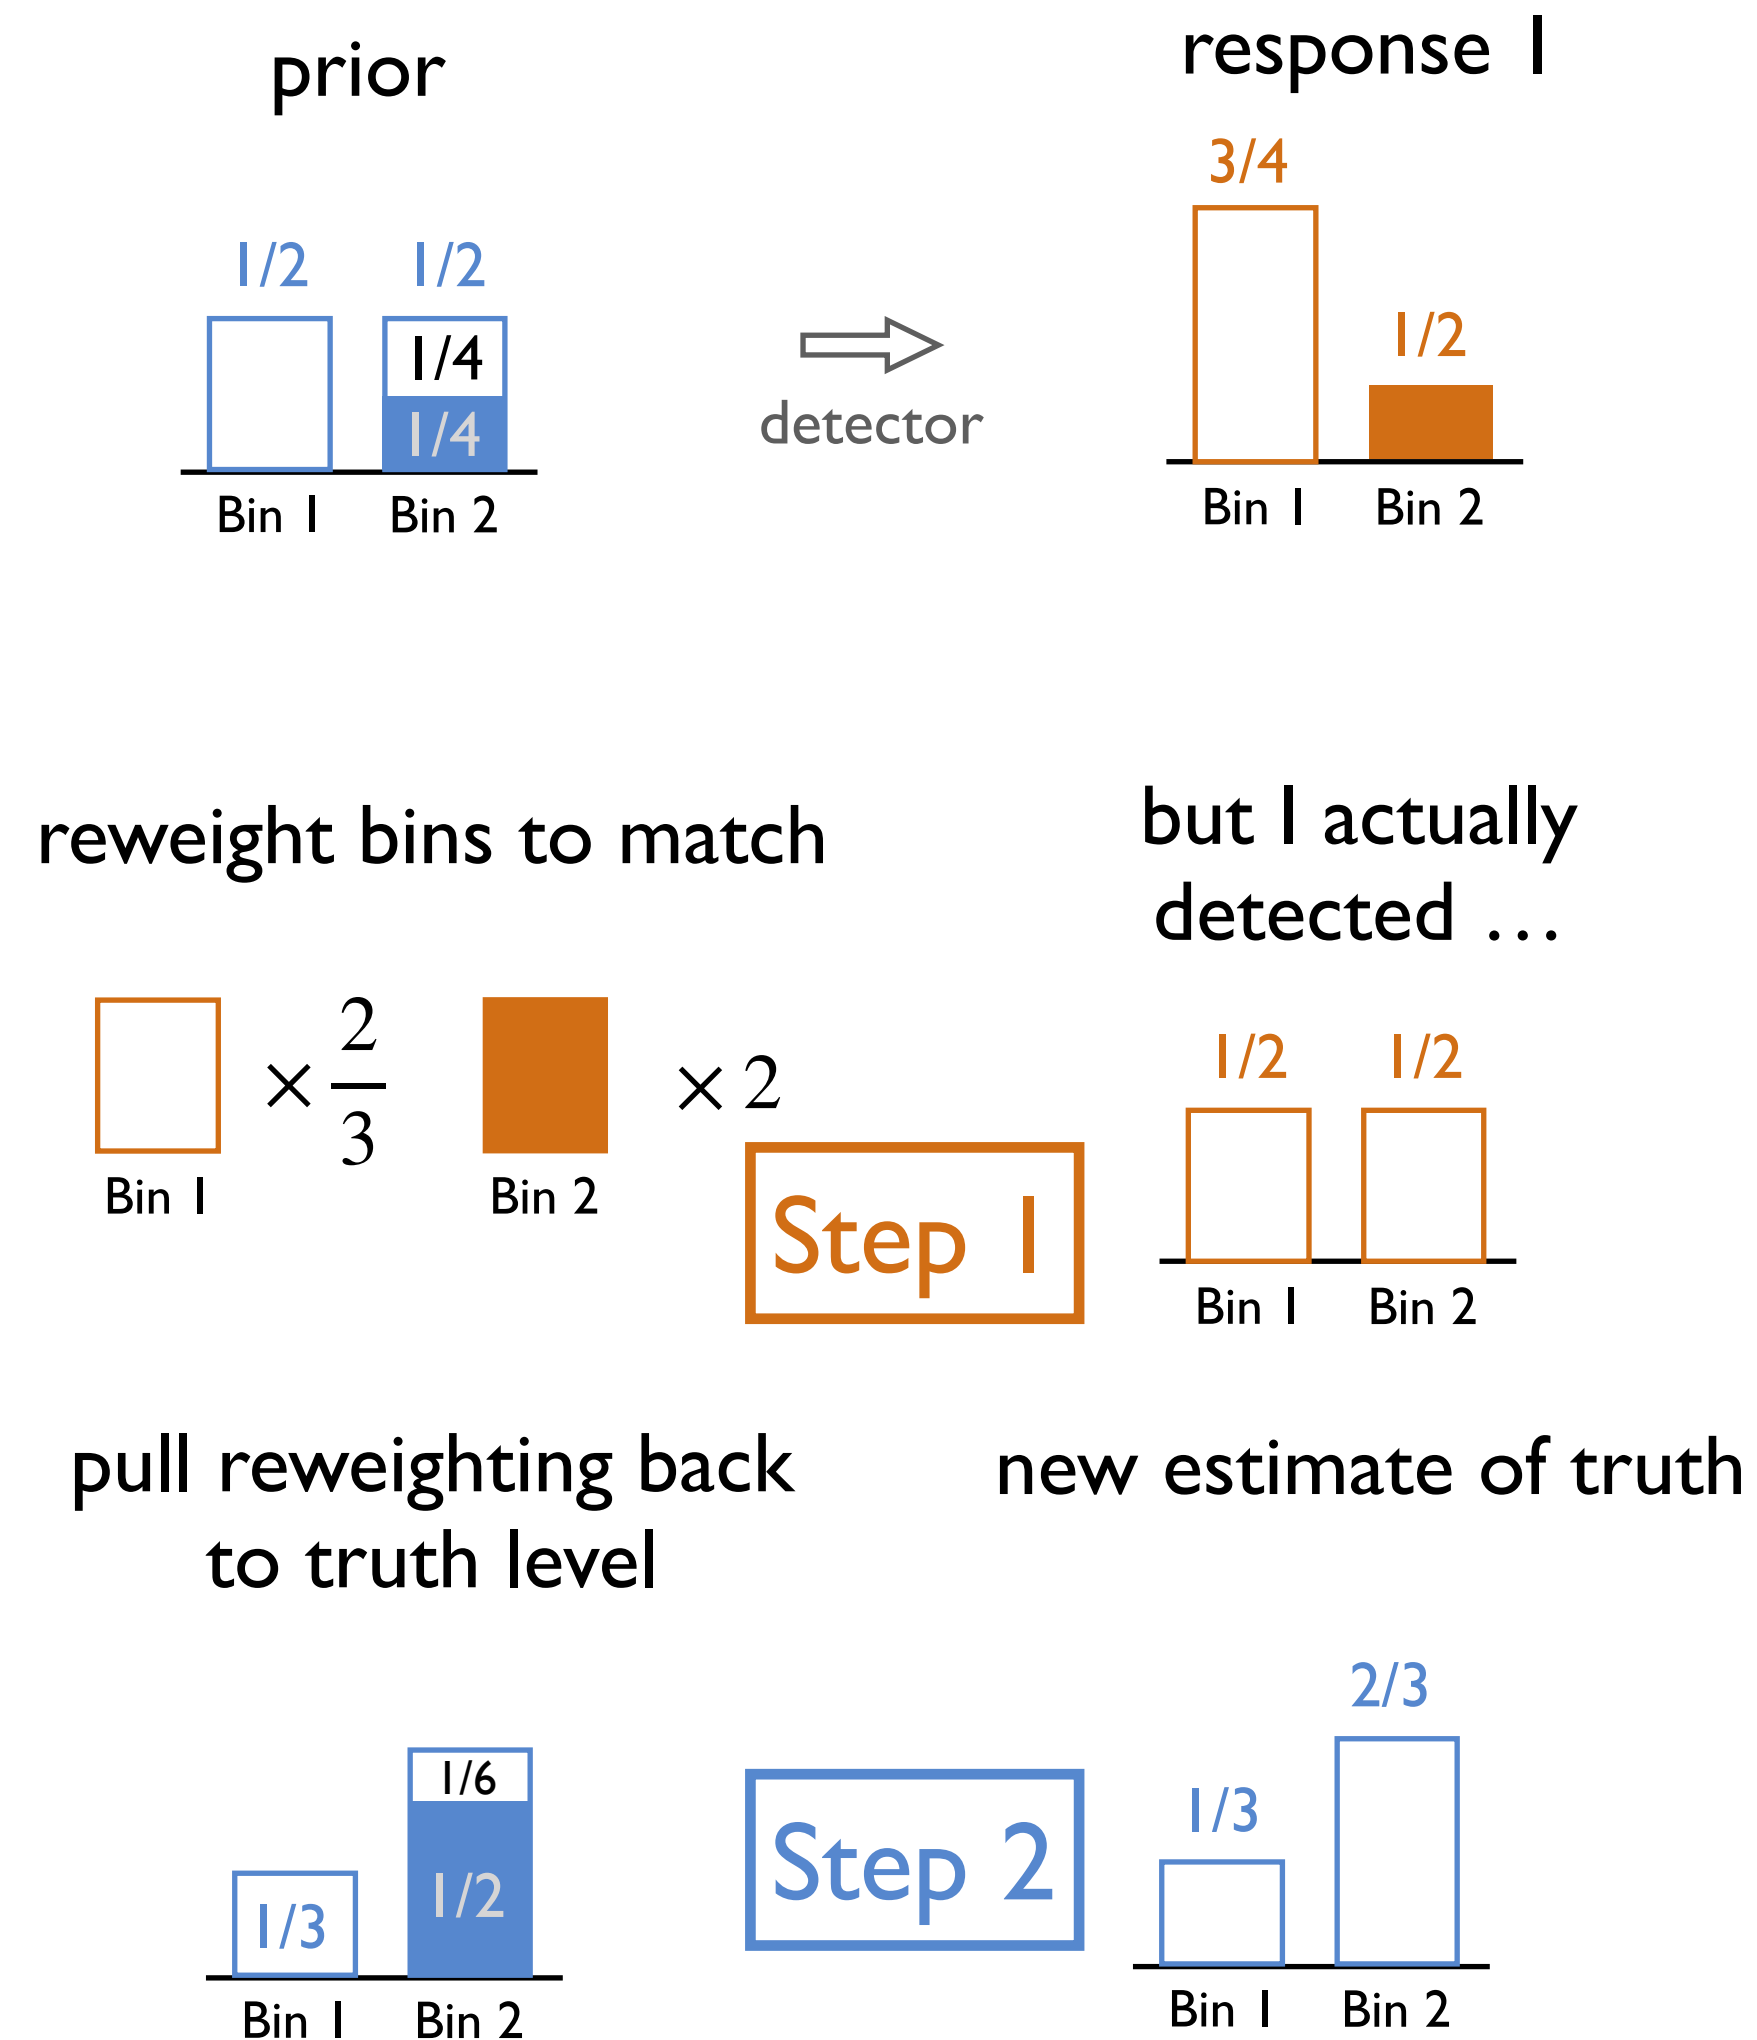 prior
response 1
3/4
1/2 1/2
1/4
1/4
1/2
detector
Bin 1 Bin 2
Bin 1 Bin 2
reweight bins to match
but I actually
detected …
× 2/3
× 2
Bin 1 Bin 2
1/2 1/2
Step 1
Bin 1 Bin 2
pull reweighting back
to truth level
new estimate of truth
1/6
1/2
1/3
Bin 1 Bin 2
Step 2
2/3
1/3
Bin 1 Bin 2